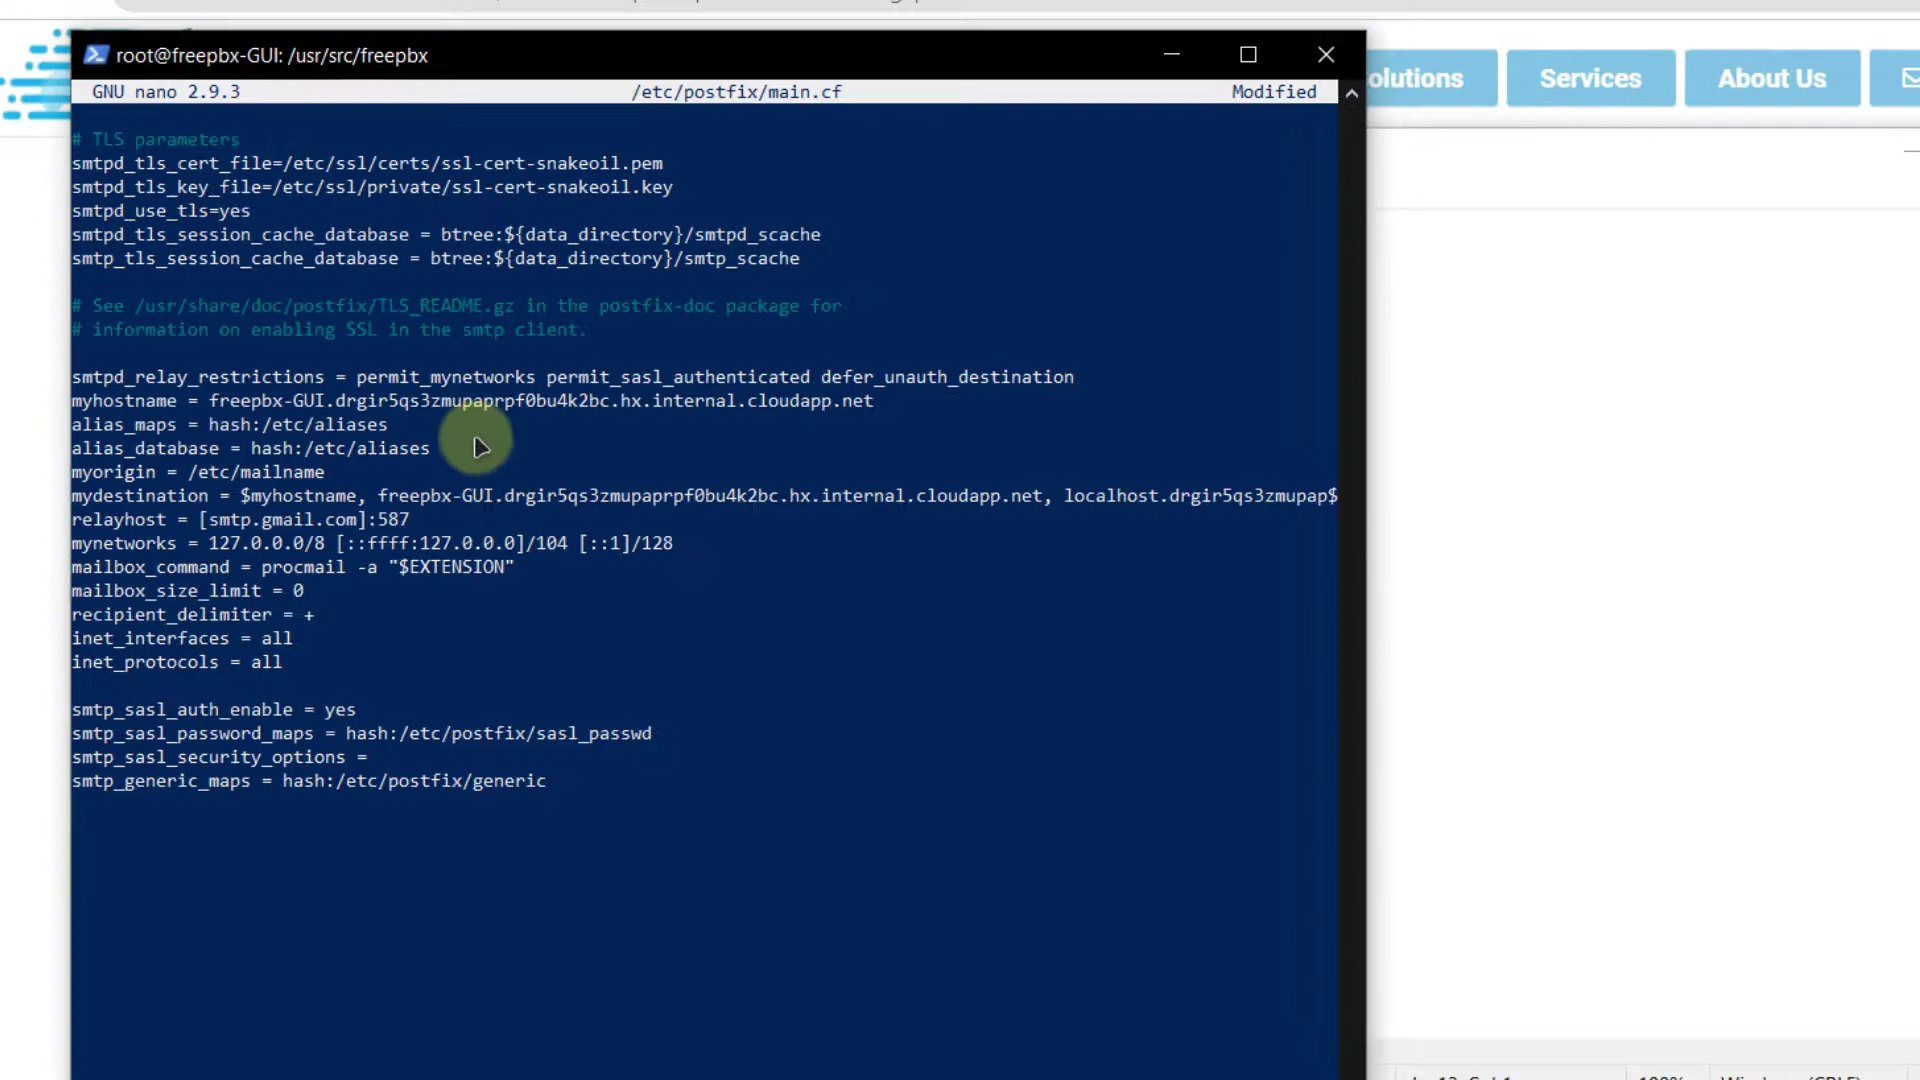 root@freepbx-GUI: /usr/src/freepbx
olutions
Services
About Us
GNU nano 2.9.3 /etc/postfix/main.cf Modified
# TLS parameters
smtpd_tls_cert_file=/etc/ssl/certs/ssl-cert-snakeoil.pem
smtpd_tls_key_file=/etc/ssl/private/ssl-cert-snakeoil.key
smtpd_use_tls=yes
smtpd_tls_session_cache_database = btree:${data_directory}/smtpd_scache
smtp_tls_session_cache_database = btree:${data_directory}/smtp_scache
# See /usr/share/doc/postfix/TLS_README.gz in the postfix-doc package for
# information on enabling SSL in the smtp client.
smtpd_relay_restrictions = permit_mynetworks permit_sasl_authenticated defer_unauth_destination
myhostname = freepbx-GUI.drgir5qs3zmupaprpf0bu4k2bc.hx.internal.cloudapp.net
alias_maps = hash:/etc/aliases
alias_database = hash:/etc/aliases
myorigin = /etc/mailname
mydestination = $myhostname, freepbx-GUI.drgir5qs3zmupaprpf0bu4k2bc.hx.internal.cloudapp.net, localhost.drgir5qs3zmupap$
relayhost = [smtp.gmail.com]:587
mynetworks = 127.0.0.0/8 [::ffff:127.0.0.0]/104 [::1]/128
mailbox_command = procmail -a "$EXTENSION"
mailbox_size_limit = 0
recipient_delimiter = +
inet_interfaces = all
inet_protocols = all
smtp_sasl_auth_enable = yes
smtp_sasl_password_maps = hash:/etc/postfix/sasl_passwd
smtp_sasl_security_options =
smtp_generic_maps = hash:/etc/postfix/generic